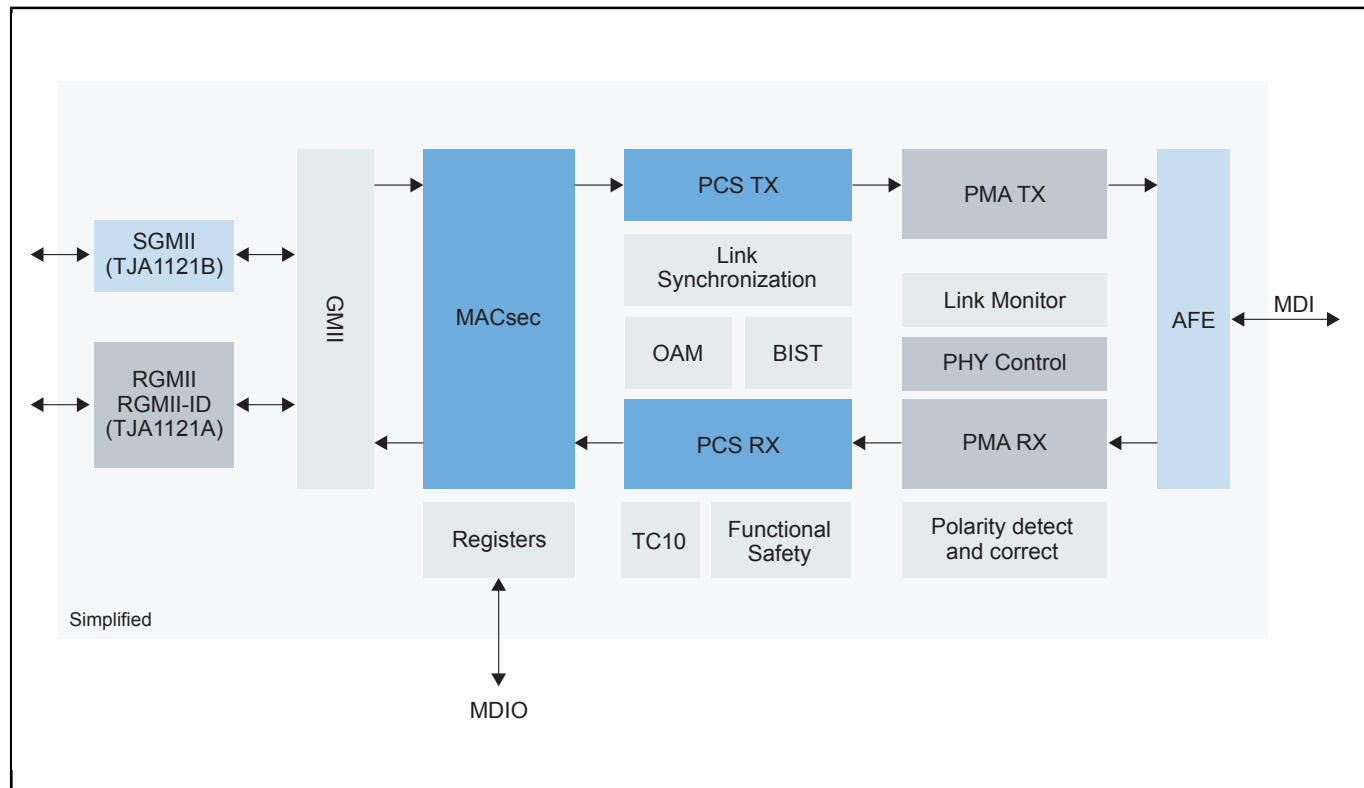 SGMII
(TJA1121B)
RGMII
RGMII-ID
(TJA1121A)
GMII
MACsec
PCS TX
Link
Synchronization
OAM
BIST
PCS RX
PMA TX
Link Monitor
PHY Control
PMA RX
AFE
MDI
Registers
TC10
Functional
Safety
Polarity detect
and correct
Simplified
MDIO